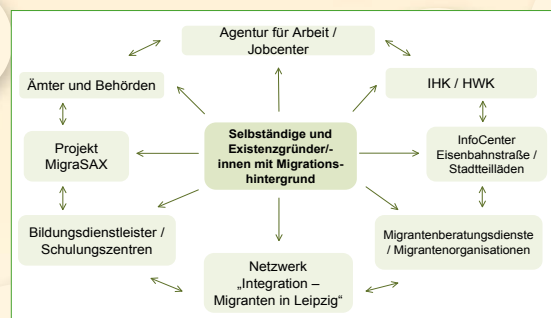 Agentur für Arbeit /
Jobcenter
Ämter und Behörden
IHK / HWK
Projekt
MigraSAX
Selbständige und
Existenzgründer/-
innen mit Migrations-
hintergrund
InfoCenter
Eisenbahnstraße /
Stadtteilläden
Bildungsdienstleister /
Schulungszentren
Migrantenberatungsdienste
/ Migrantenorganisationen
Netzwerk
„Integration –
Migranten in Leipzig“